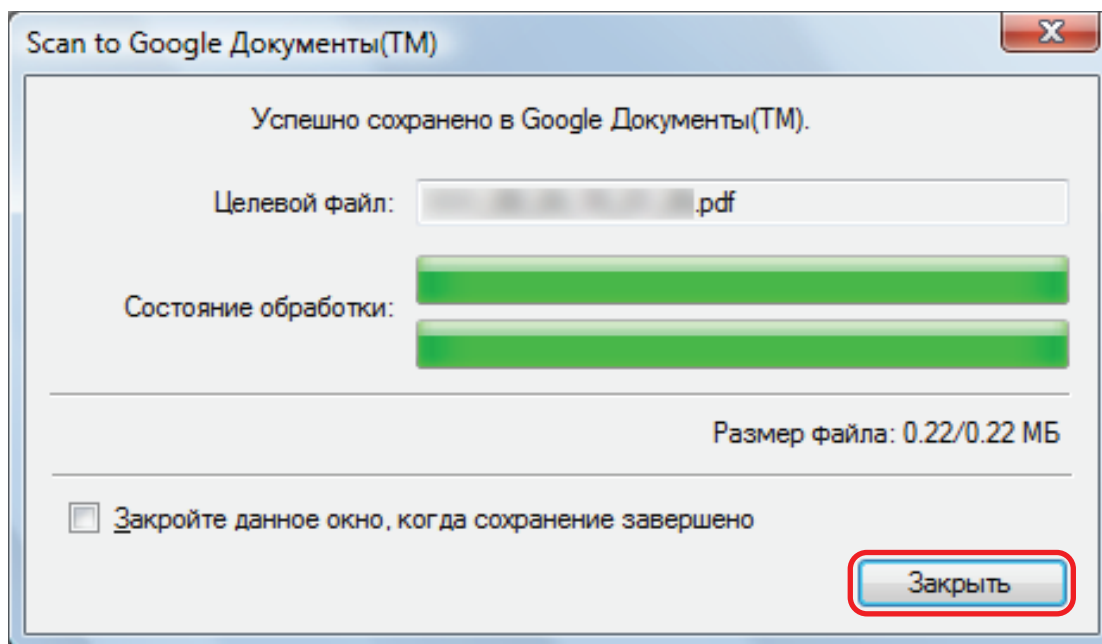 Scan to Google Документы(TM)
Успешно сохранено в Google Документы(TM).
Целевой файл: .pdf
Состояние обработки:
Размер файла: 0.22/0.22 МБ
Закройте данное окно, когда сохранение завершено
Закрыть